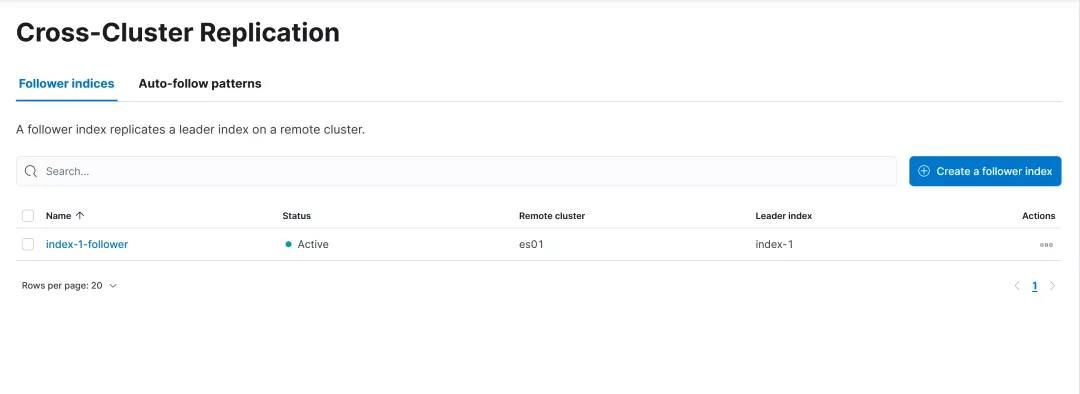 Cross-Cluster Replication
Follower indices Auto-follow patterns
A follower index replicates a leader index on a remote cluster.
Search... Create a follower index
Name Status Remote cluster Leader index Actions
index-1-follower Active es01 index-1
Rows per page: 20 1